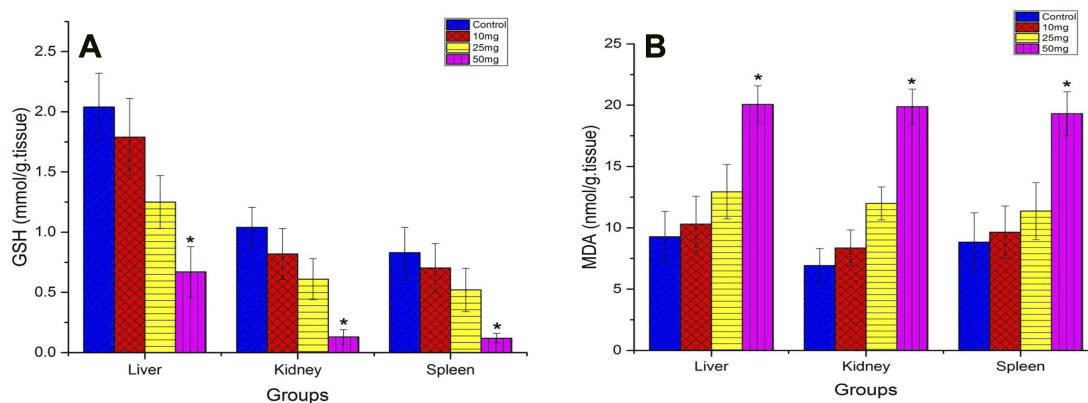 A
GSH (mmol/g.tissue)
2.5
2.0
1.5
1.0
0.5
0.0
Control
10mg
25mg
50mg
*
*
*
Liver Kidney Spleen
Groups
B
MDA (nmol/g.tissue)
25
20
15
10
5
0
Control
10mg
25mg
50mg
*
*
*
Liver Kidney Spleen
Groups